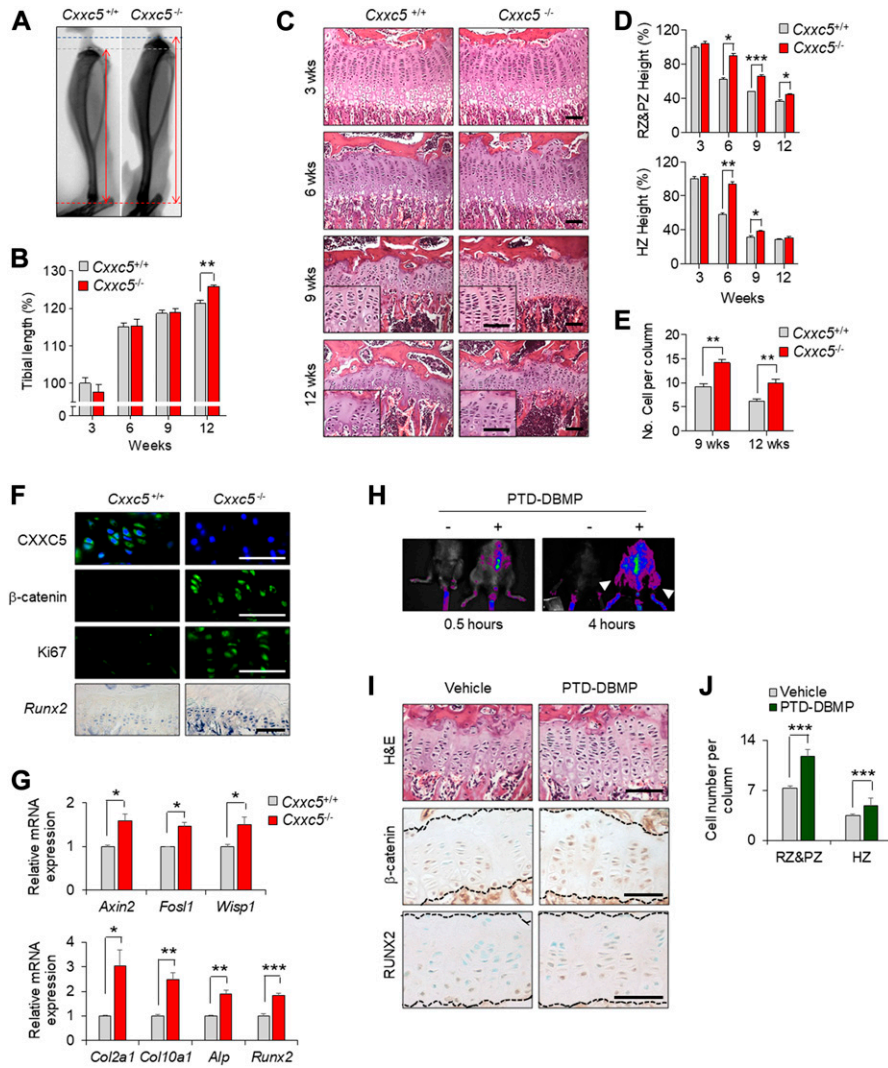 A
Cxxc5+/+ Cxxc5-/-
B
Cxxc5+/+
Cxxc5-/-
**
Tibial length (%)
130
120
110
100
0
3 6 9 12
Weeks
C
Cxxc5+/+ Cxxc5-/-
3 wks
6 wks
9 wks
12 wks
D
Cxxc5+/+
Cxxc5-/-
RZ&PZ Height (%)
120
80
40
0
* *** *
3 6 9 12
HZ Height (%)
120
80
40
0
** *
3 6 9 12
Weeks
E
Cxxc5+/+
Cxxc5-/-
No. Cell per column
20
15
10
5
0
** **
9 wks 12 wks
F
Cxxc5+/+ Cxxc5-/-
CXXC5
β-catenin
Ki67
Runx2
G
Relative mRNA
expression
2
1
0
* * *
Cxxc5+/+
Cxxc5-/-
Axin2 Fosl1 Wisp1
Relative mRNA
expression
4
3
2
1
0
* ** ** ***
Col2a1 Col10a1 Alp Runx2
H
PTD-DBMP
- + - +
0.5 hours 4 hours
I
Vehicle PTD-DBMP
H&E
β-catenin
RUNX2
J
Vehicle
PTD-DBMP
Cell number per
column
14
7
0
*** ***
RZ&PZ HZ